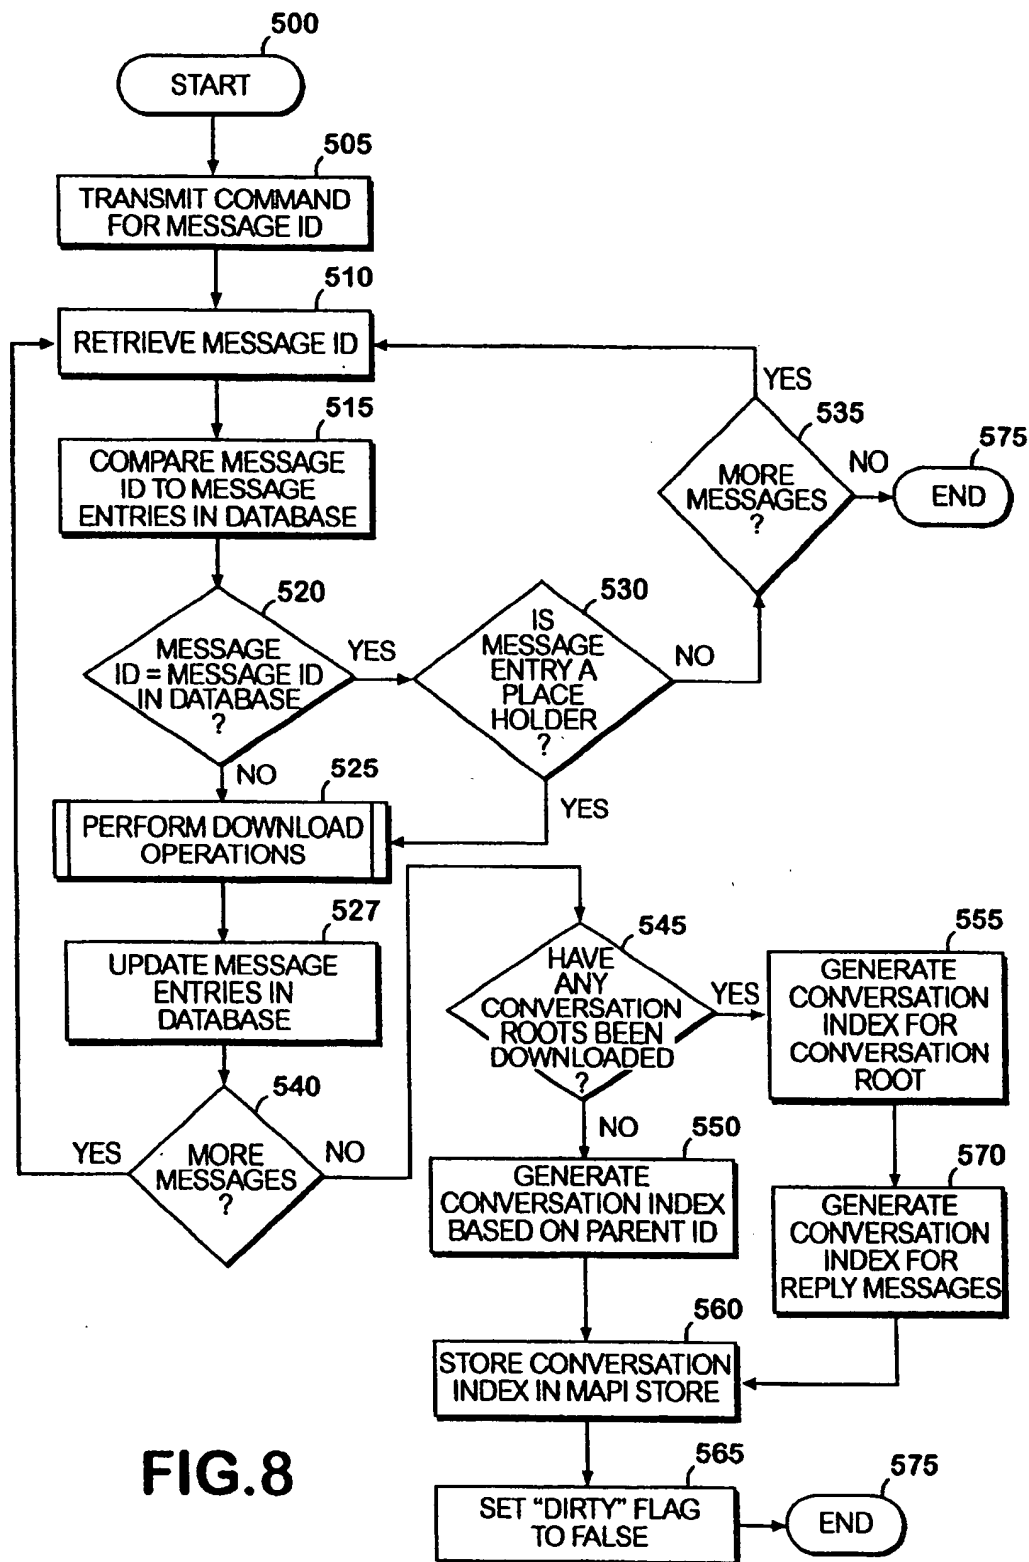 500
START
505
TRANSMIT COMMAND
FOR MESSAGE ID
510
RETRIEVE MESSAGE ID
YES
535
MORE
MESSAGES
?
NO
575
END
515
COMPARE MESSAGE
ID TO MESSAGE
ENTRIES IN DATABASE
520
MESSAGE
ID = MESSAGE ID
IN DATABASE
?
YES
530
IS
MESSAGE
ENTRY A
PLACE
HOLDER
?
NO
NO
YES
525
PERFORM DOWNLOAD
OPERATIONS
527
UPDATE MESSAGE
ENTRIES IN
DATABASE
540
YES
MORE
MESSAGES
?
NO
545
HAVE
ANY
CONVERSATION
ROOTS BEEN
DOWNLOADED
?
YES
555
GENERATE
CONVERSATION
INDEX FOR
CONVERSATION
ROOT
NO
550
GENERATE
CONVERSATION INDEX
BASED ON PARENT ID
570
GENERATE
CONVERSATION
INDEX FOR
REPLY MESSAGES
560
STORE CONVERSATION
INDEX IN MAPI STORE
565
SET "DIRTY" FLAG
TO FALSE
575
END
FIG.8